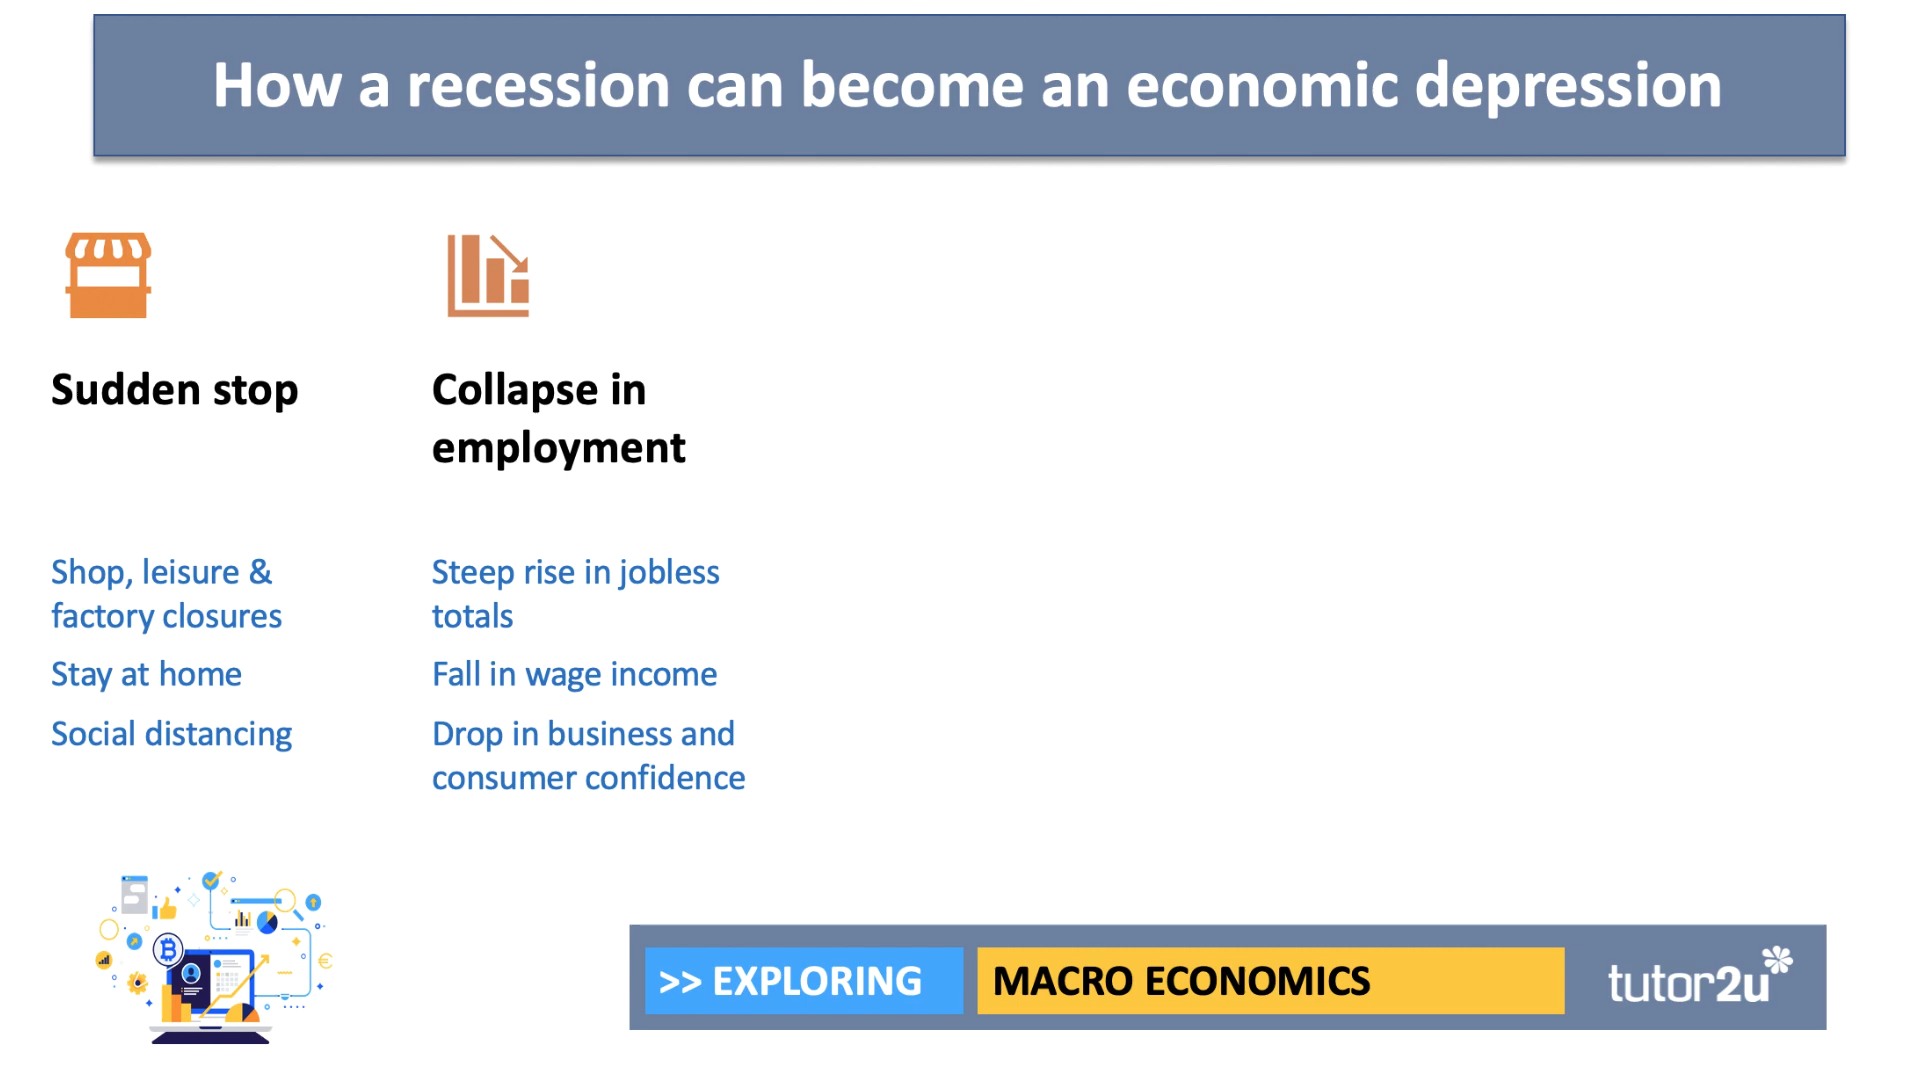 How a recession can become an economic depression
Sudden stop
Shop, leisure &
factory closures
Stay at home
Social distancing
Collapse in
employment
Steep rise in jobless
totals
Fall in wage income
Drop in business and
consumer confidence
>> EXPLORING
MACRO ECONOMICS
tutor2u